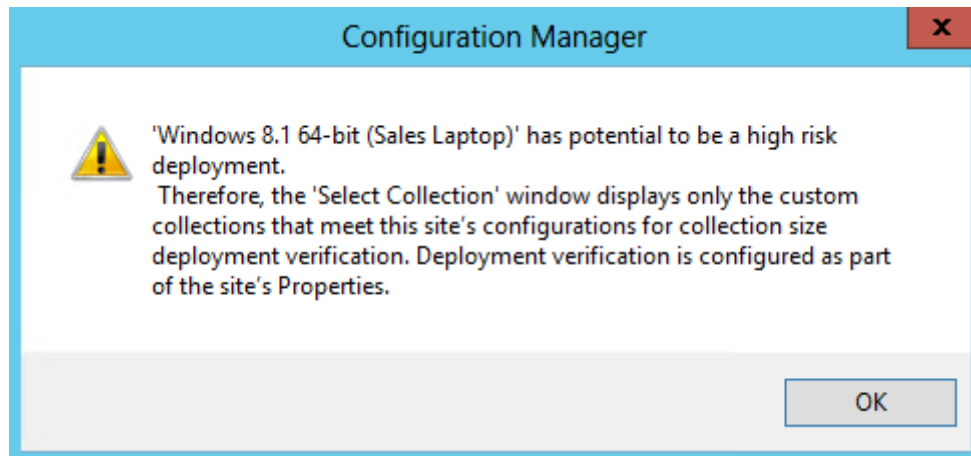 Configuration Manager
x
'Windows 8.1 64-bit (Sales Laptop)' has potential to be a high risk
deployment.
Therefore, the 'Select Collection' window displays only the custom
collections that meet this site's configurations for collection size
deployment verification. Deployment verification is configured as part
of the site's Properties.
OK